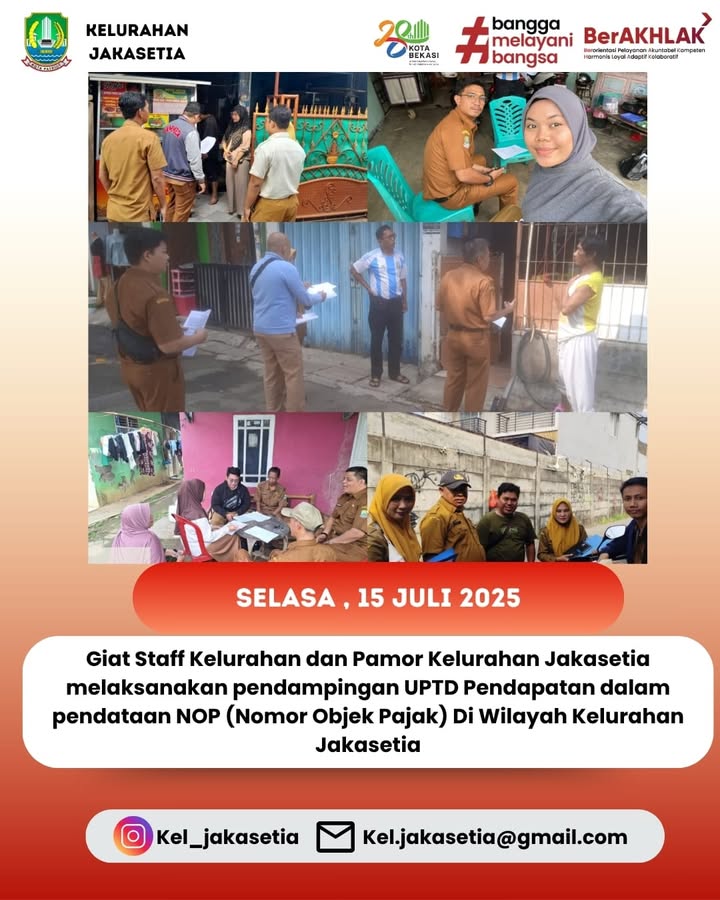 KELURAHAN
JAKASETIA
28
KOTA
BEKASI
#bangga
melayani
bangsa
BerAKHLAK
Berorientasi Pelayanan Akuntabel Kompeten
Harmonis Loyal Adaptif Kolaboratif
SELASA , 15 JULI 2025
Giat Staff Kelurahan dan Pamor Kelurahan Jakasetia
melaksanakan pendampingan UPTD Pendapatan dalam
pendataan NOP (Nomor Objek Pajak) Di Wilayah Kelurahan
Jakasetia
Kel_jakasetia
Kel.jakasetia@gmail.com